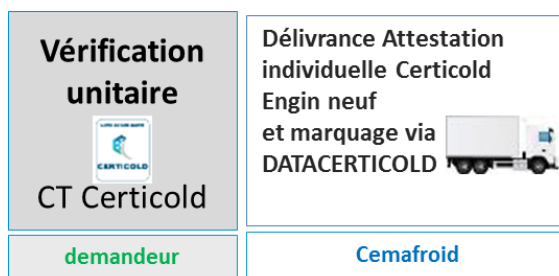 Vérification
unitaire
CERTICOLD
CT Certicold
demandeur
Délivrance Attestation
individuelle Certicold
Engin neuf
et marquage via
DATACERTICOLD
Cemafroid